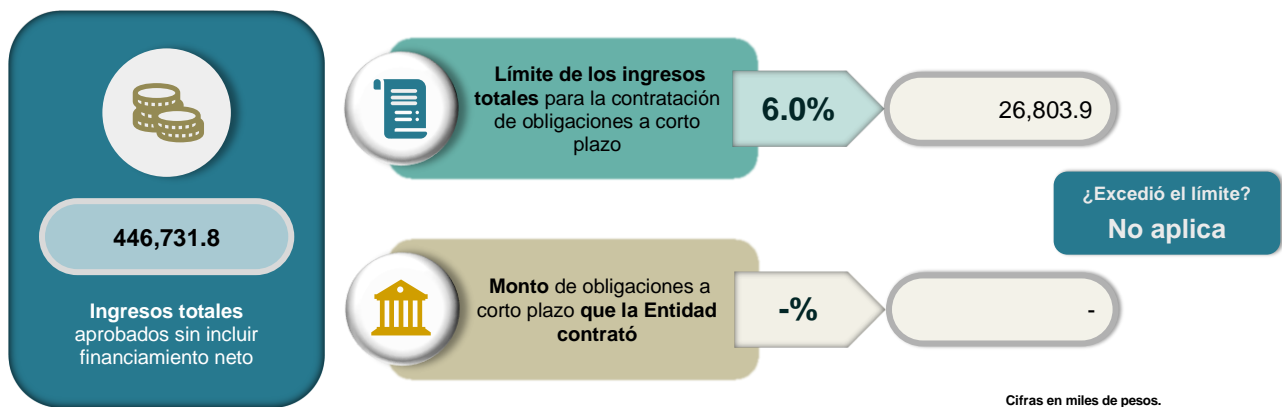 446,731.8
Ingresos totales
aprobados sin incluir
financiamiento neto
Límite de los ingresos
totales para la contratación
de obligaciones a corto
plazo
6.0%
26,803.9
Monto de obligaciones a
corto plazo que la Entidad
contrató
-%
-
¿Excedió el límite?
No aplica
Cifras en miles de pesos.